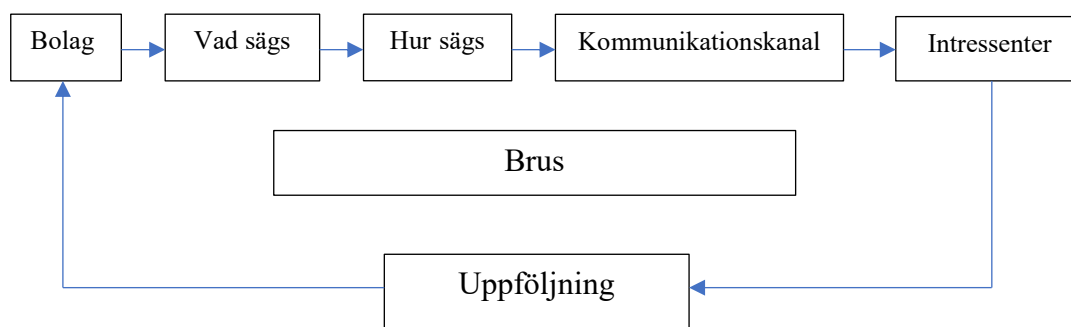 Bolag
Vad sägs
Hur sägs
Kommunikationskanal
Intressenter
Brus
Uppföljning